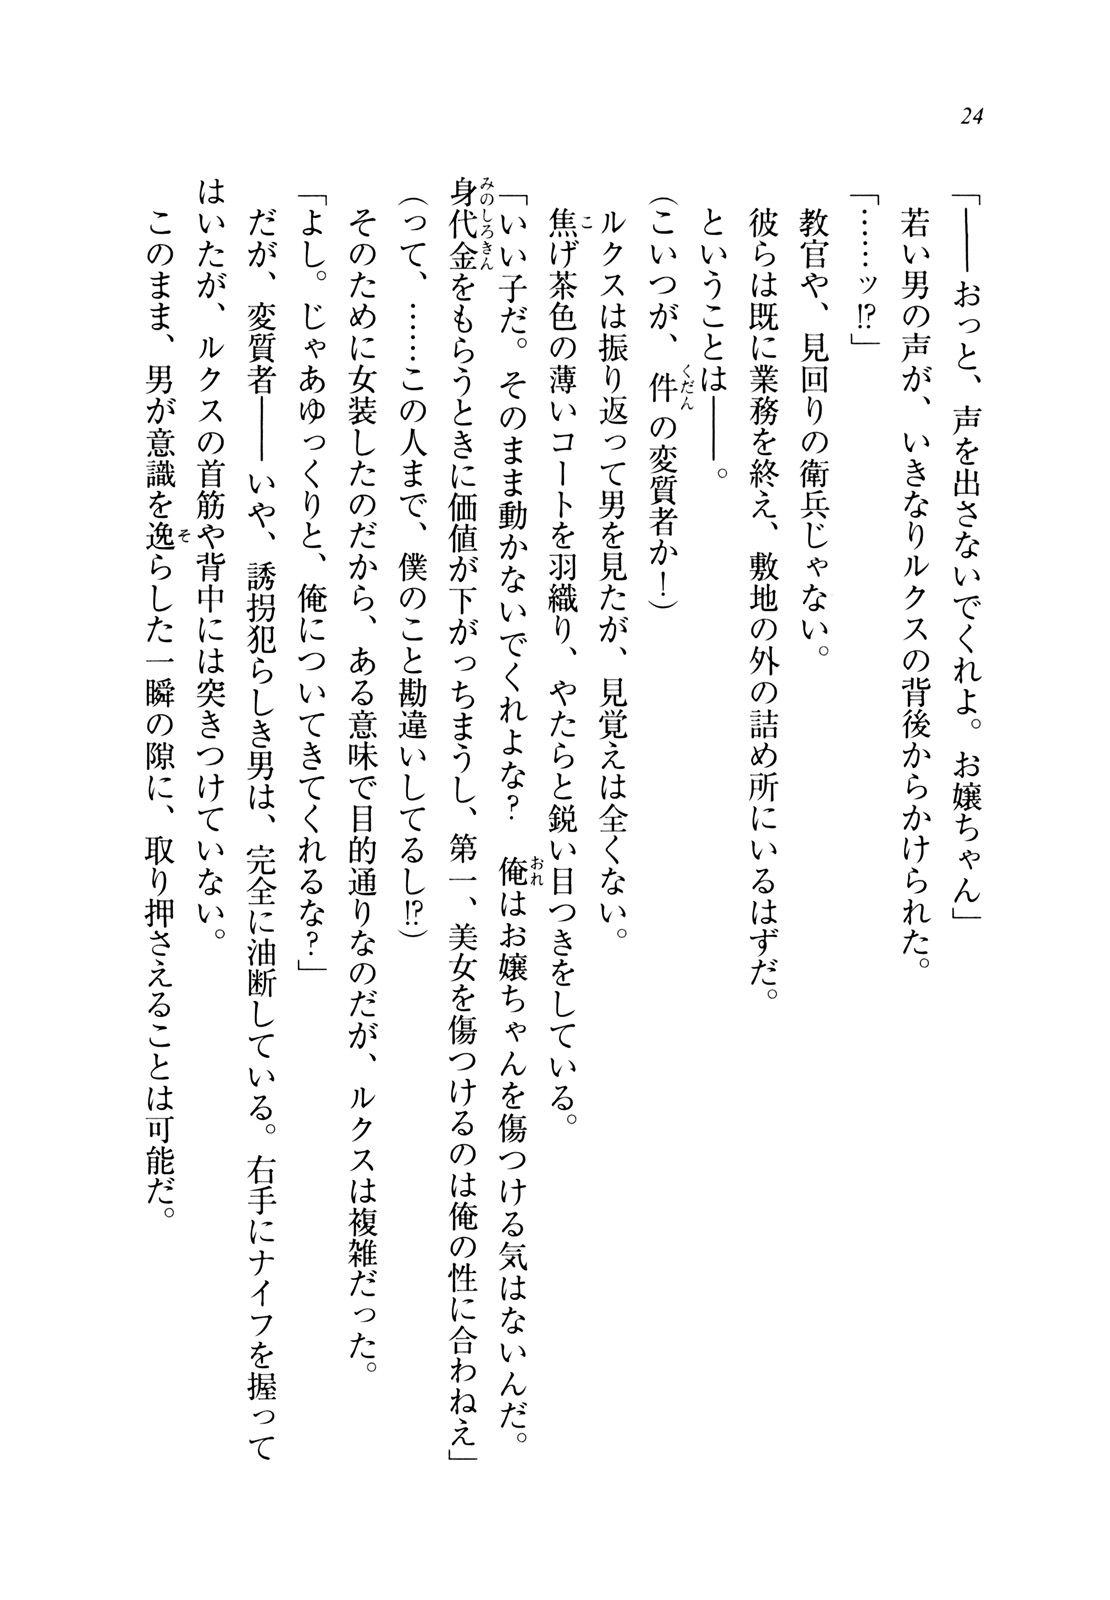 24
「――おっと、声を出さないでくれよ。お嬢ちゃん」
若い男の声が、いきなりルクスの背後からかけられた。
「……ッ!?」
教官や、見回りの衛兵じゃない。
彼らは既に業務を終え、敷地の外の詰め所にいるはずだ。
ということは――。
(こいつが、件の変質者か！)
ルクスは振り返って男を見たが、見覚えは全くない。
焦げ茶色の薄いコートを羽織り、やたらと鋭い目つきをしている。
「いい子だ。そのまま動かないでくれよな？　俺はお嬢ちゃんを傷つける気はないんだ。
身代金をもらうときに価値が下がっちまうし、第一、美女を傷つけるのは俺の性に合わねえ」
(って、……この人まで、僕のこと勘違いしてるし!?)
そのために女装したのだから、ある意味で目的通りなのだが、ルクスは複雑だった。
「よし。じゃあゆっくりと、俺についてきてくれるな？」
だが、変質者――いや、誘拐犯らしき男は、完全に油断している。右手にナイフを握って
はいたが、ルクスの首筋や背中には突きつけていない。
このまま、男が意識を逸らした一瞬の隙に、取り押さえることは可能だ。